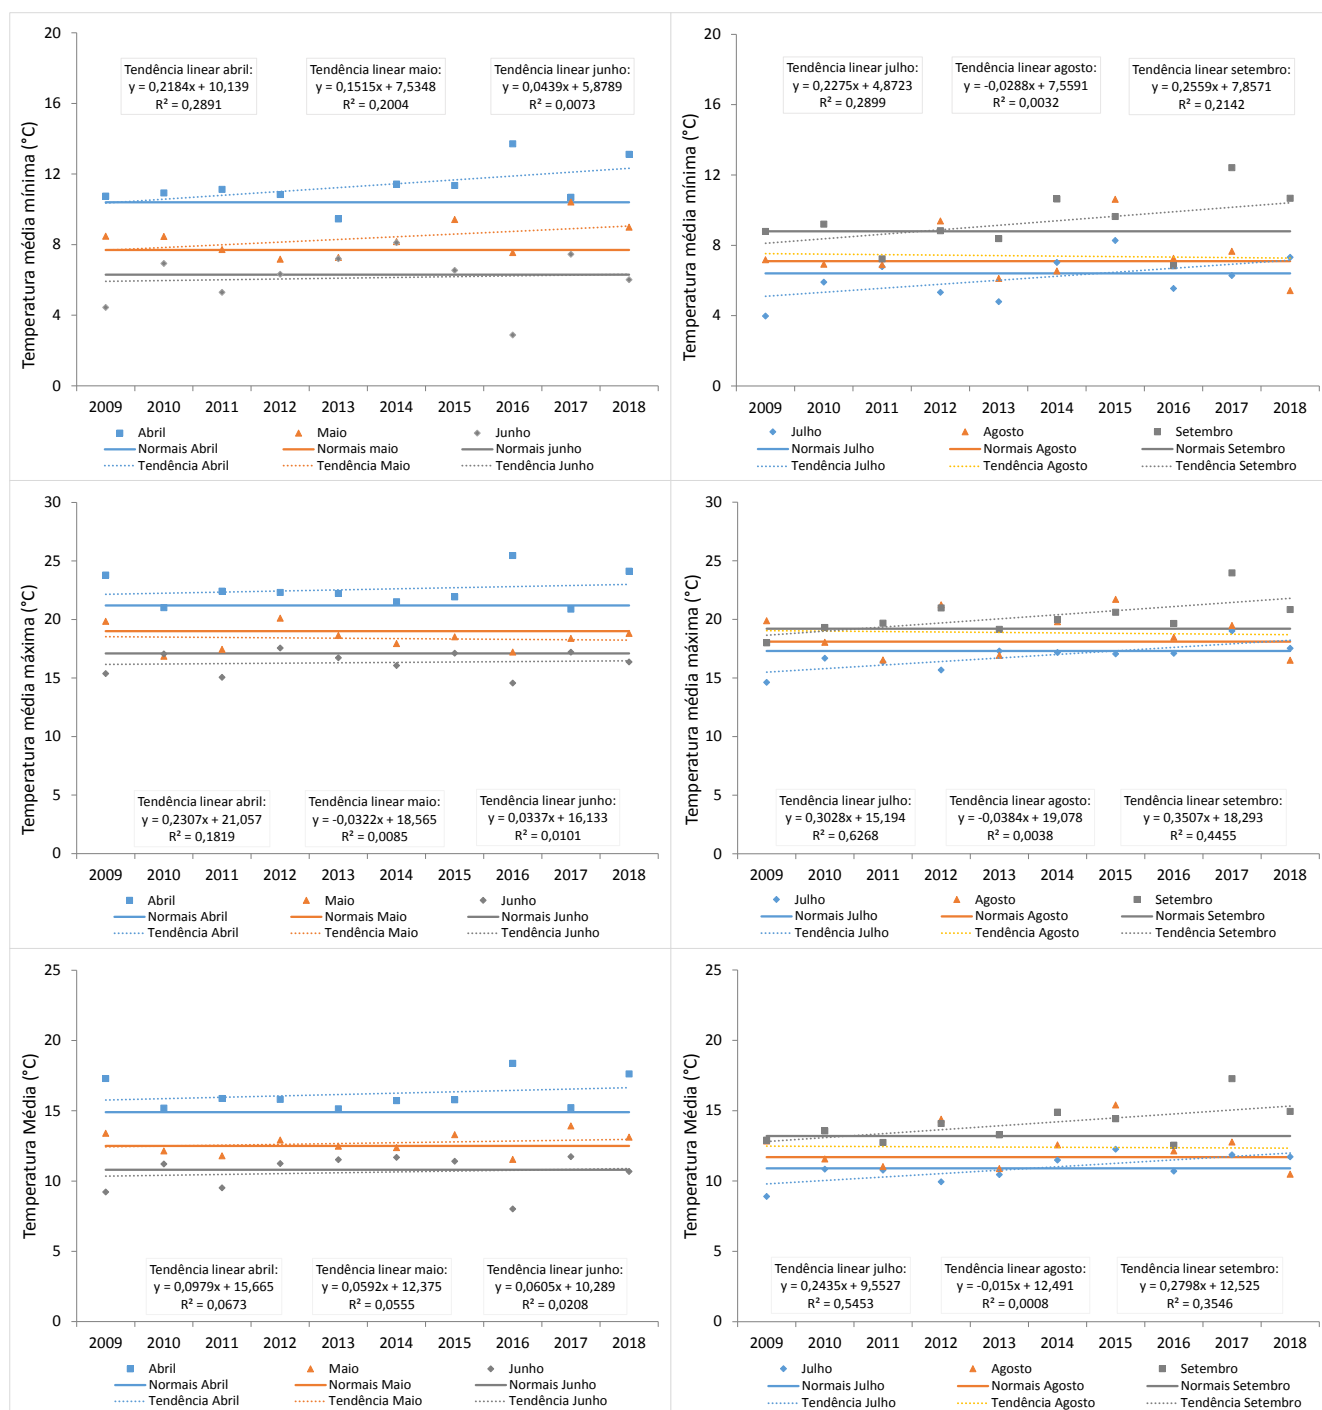 Temperatura média mínima (°C)
20
16
12
8
4
0
Tendência linear abril:
y = 0,2184x + 10,139
R² = 0,2891
Tendência linear maio:
y = 0,1515x + 7,5348
R² = 0,2004
Tendência linear junho:
y = 0,0439x + 5,8789
R² = 0,0073
2009 2010 2011 2012 2013 2014 2015 2016 2017 2018
Abril Maio Junho
Normais Abril Normais maio Normais junho
Tendência Abril Tendência Maio Tendência Junho
Temperatura média mínima (°C)
20
16
12
8
4
0
Tendência linear julho:
y = 0,2275x + 4,8723
R² = 0,2899
Tendência linear agosto:
y = -0,0288x + 7,5591
R² = 0,0032
Tendência linear setembro:
y = 0,2559x + 7,8571
R² = 0,2142
2009 2010 2011 2012 2013 2014 2015 2016 2017 2018
Julho Agosto Setembro
Normais Julho Normais Agosto Normais Setembro
Tendência Julho Tendência Agosto Tendência Setembro
Temperatura média máxima (°C)
30
25
20
15
10
5
0
Tendência linear abril:
y = 0,2307x + 21,057
R² = 0,1819
Tendência linear maio:
y = -0,0322x + 18,565
R² = 0,0085
Tendência linear junho:
y = 0,0337x + 16,133
R² = 0,0101
2009 2010 2011 2012 2013 2014 2015 2016 2017 2018
Abril Maio Junho
Normais Abril Normais Maio Normais Junho
Tendência Abril Tendência Maio Tendência Junho
Temperatura média máxima (°C)
30
25
20
15
10
5
0
Tendência linear julho:
y = 0,3028x + 15,194
R² = 0,6268
Tendência linear agosto:
y = -0,0384x + 19,078
R² = 0,0038
Tendência linear setembro:
y = 0,3507x + 18,293
R² = 0,4455
2009 2010 2011 2012 2013 2014 2015 2016 2017 2018
Julho Agosto Setembro
Normais Julho Normais Agosto Normais Setembro
Tendência Julho Tendência Agosto Tendência Setembro
Temperatura Média (°C)
25
20
15
10
5
0
Tendência linear abril:
y = 0,0979x + 15,665
R² = 0,0673
Tendência linear maio:
y = 0,0592x + 12,375
R² = 0,0555
Tendência linear junho:
y = 0,0605x + 10,289
R² = 0,0208
2009 2010 2011 2012 2013 2014 2015 2016 2017 2018
Abril Maio Junho
Normais Abril Normais Maio Normais Junho
Tendência Abril Tendência Maio Tendência Junho
Temperatura Média (°C)
25
20
15
10
5
0
Tendência linear julho:
y = 0,2435x + 9,5527
R² = 0,5453
Tendência linear agosto:
y = -0,015x + 12,491
R² = 0,0008
Tendência linear setembro:
y = 0,2798x + 12,525
R² = 0,3546
2009 2010 2011 2012 2013 2014 2015 2016 2017 2018
Julho Agosto Setembro
Normais Julho Normais Agosto Normais Setembro
Tendência Julho Tendência Agosto Tendência Setembro